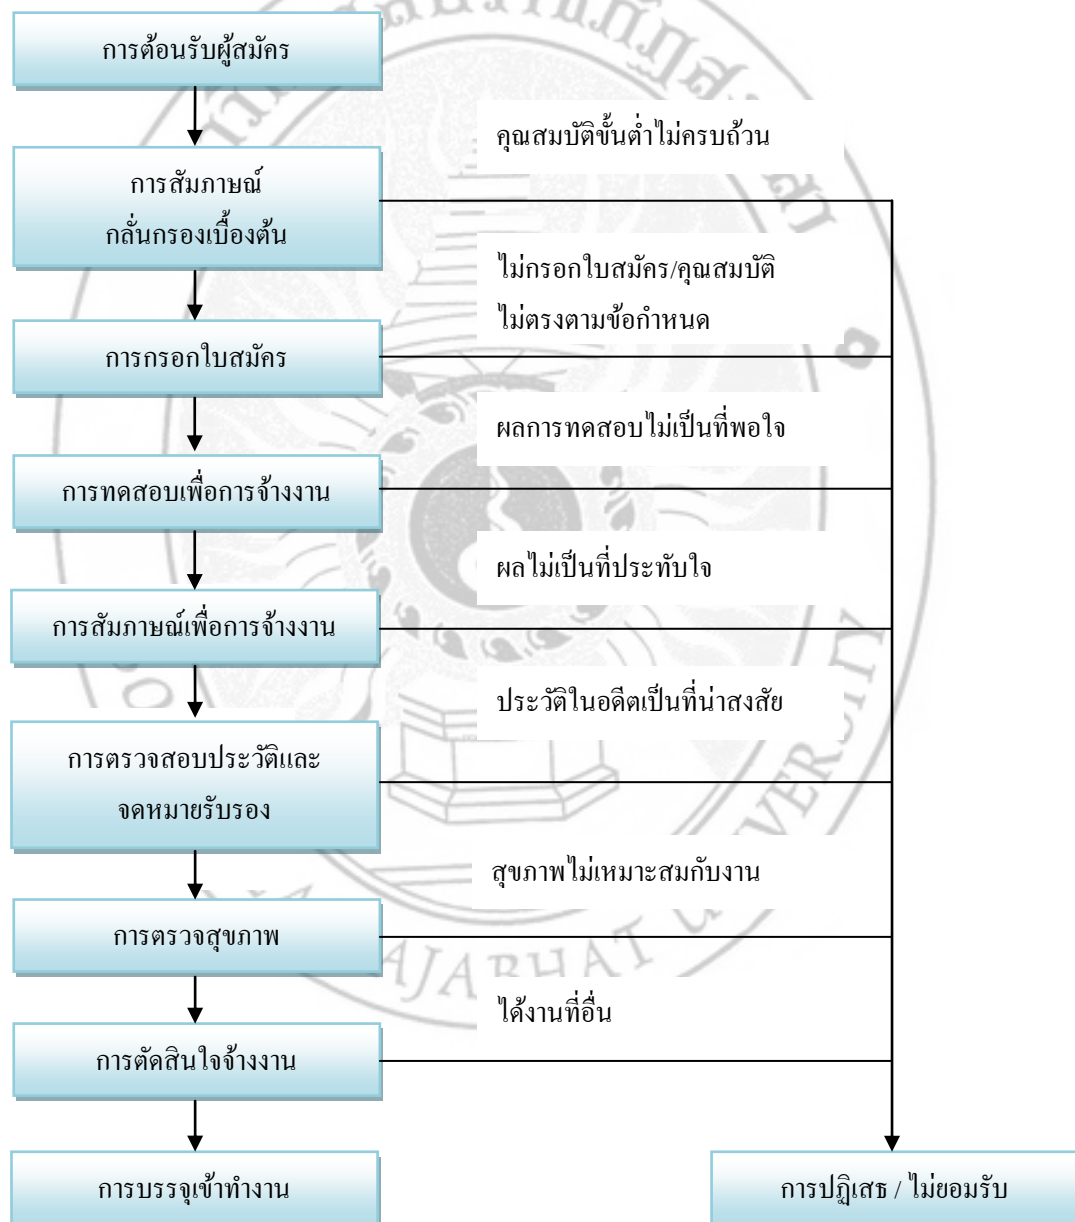 การต้อนรับผู้สมัคร
คุณสมบัติขั้นต่ำไม่ครบถ้วน
การสัมภาษณ์
กลั่นกรองเบื้องต้น
ไม่กรอกใบสมัคร/คุณสมบัติ
ไม่ตรงตามข้อกำหนด
การกรอกใบสมัคร
ผลการทดสอบไม่เป็นที่พอใจ
การทดสอบเพื่อการจ้างงาน
ผลไม่เป็นที่ประทับใจ
การสัมภาษณ์เพื่อการจ้างงาน
ประวัติในอดีตเป็นที่น่าสงสัย
การตรวจสอบประวัติและ
จดหมายรับรอง
สุขภาพไม่เหมาะสมกับงาน
การตรวจสุขภาพ
ได้งานที่อื่น
การตัดสินใจจ้างงาน
การบรรจุเข้าทำงาน
การปฏิเสธ / ไม่ยอมรับ